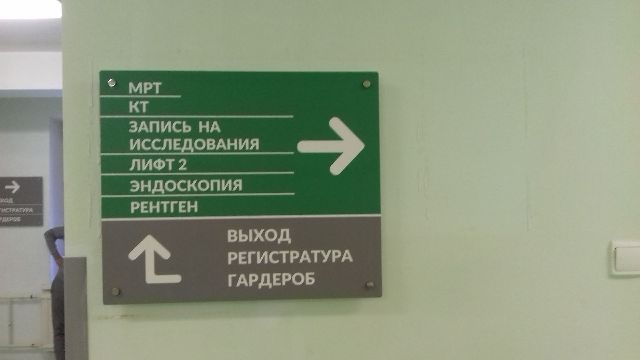 МРТ
КТ
ЗАПИСЬ НА
ИССЛЕДОВАНИЯ
ЛИФТ 2
ЭНДОСКОПИЯ
РЕНТГЕН
ВЫХОД
РЕГИСТРАТУРА
ГАРДЕРОБ